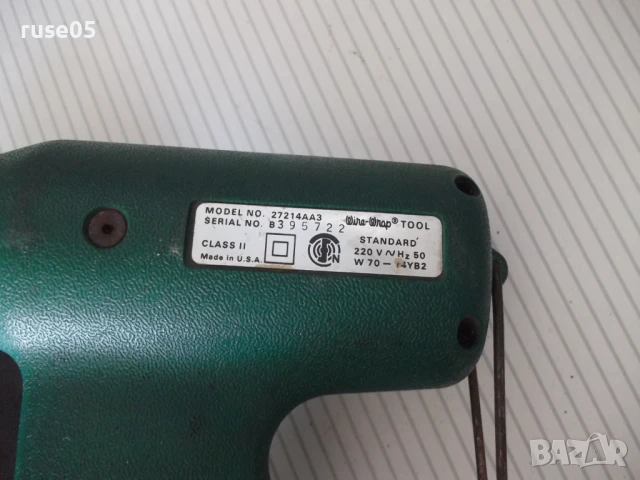 ruse05
MODEL NO. 27214AA3
SERIAL NO. B395722
Wire-Wrap® TOOL
CLASS II
Made in U.S.A.
STANDARD
220 V ∿ Hz 50
W 70 – 14YB2
BAZAR